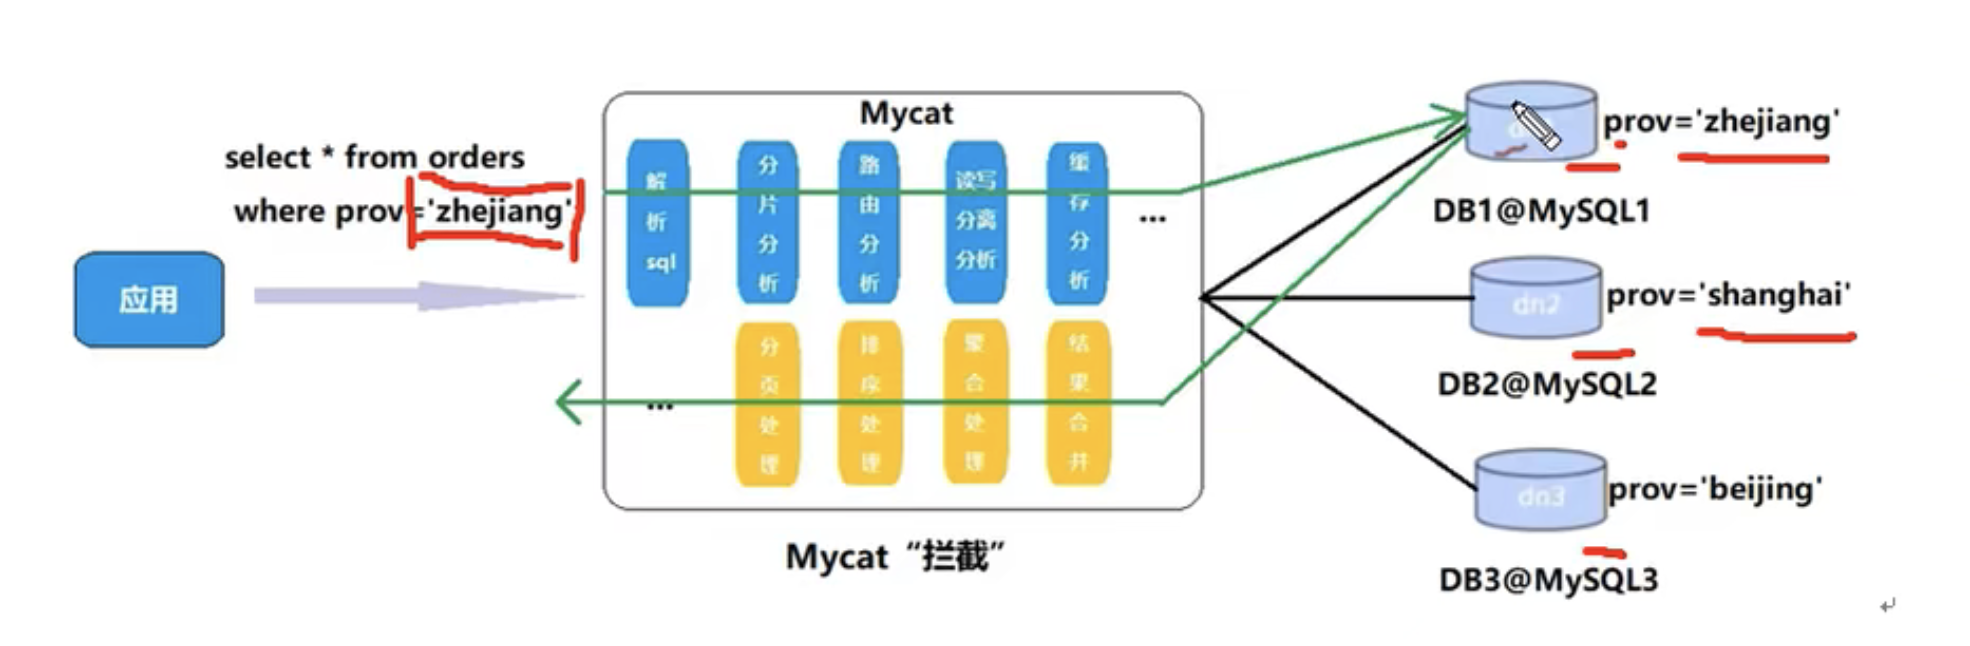 Mycat
select * from orders
where prov='zhejiang'
应用
解析sql
分片分析
路由分析
读写分离分析
缓存分析
...
...
分页处理
排序处理
聚合处理
结果合并
Mycat“拦截”
prov='zhejiang'
DB1@MySQL1
dn2
prov='shanghai'
DB2@MySQL2
dn3
prov='beijing'
DB3@MySQL3